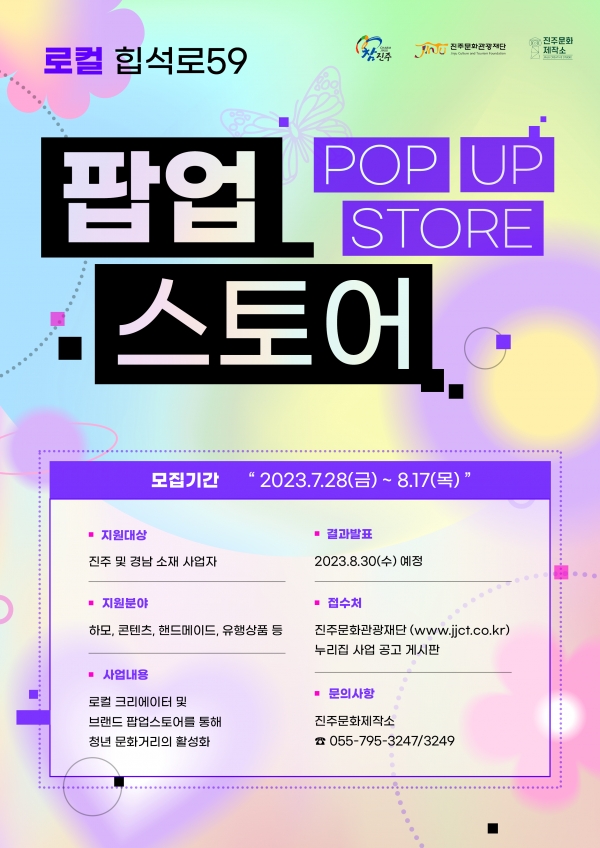 로컬 힙석로59
참진주
진주문화관광재단
진주문화
제작소
팝업
POP UP
스토어
STORE
모집기간 “ 2023.7.28(금) ~ 8.17(목) ”
지원대상
진주 및 경남 소재 사업자
지원분야
하모, 콘텐츠, 핸드메이드, 유행상품 등
사업내용
로컬 크리에이터 및
브랜드 팝업스토어를 통해
청년 문화거리의 활성화
결과발표
2023.8.30(수) 예정
접수처
진주문화관광재단 (www.jjct.co.kr)
누리집 사업 공고 게시판
문의사항
진주문화제작소
☎ 055-795-3247/3249